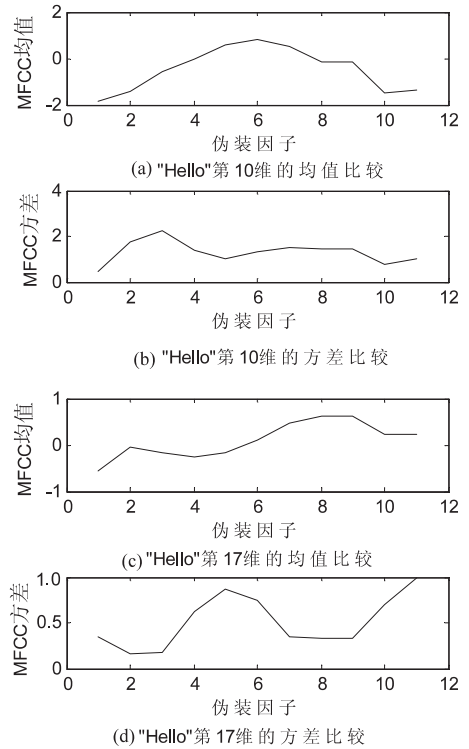 2
0
-2
MFCC均值
0 2 4 6 8 10 12
伪装因子
(a) "Hello"第10维的均值比较
4
2
0
MFCC方差
0 2 4 6 8 10 12
伪装因子
(b) "Hello"第10维的方差比较
1
0
-1
MFCC均值
0 2 4 6 8 10 12
伪装因子
(c) "Hello"第17维的均值比较
1.0
0.5
0
MFCC方差
0 2 4 6 8 10 12
伪装因子
(d) "Hello"第17维的方差比较